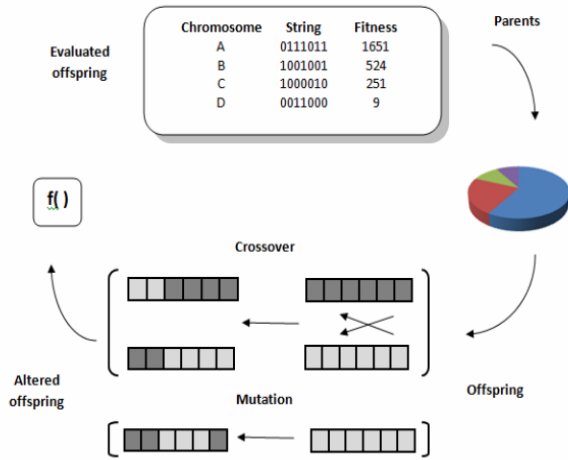 Chromosome String Fitness
A 0111011 1651
B 1001001 524
C 1000010 251
D 0011000 9
Parents
Evaluated
offspring
f( )
Crossover
Altered
offspring
Offspring
Mutation